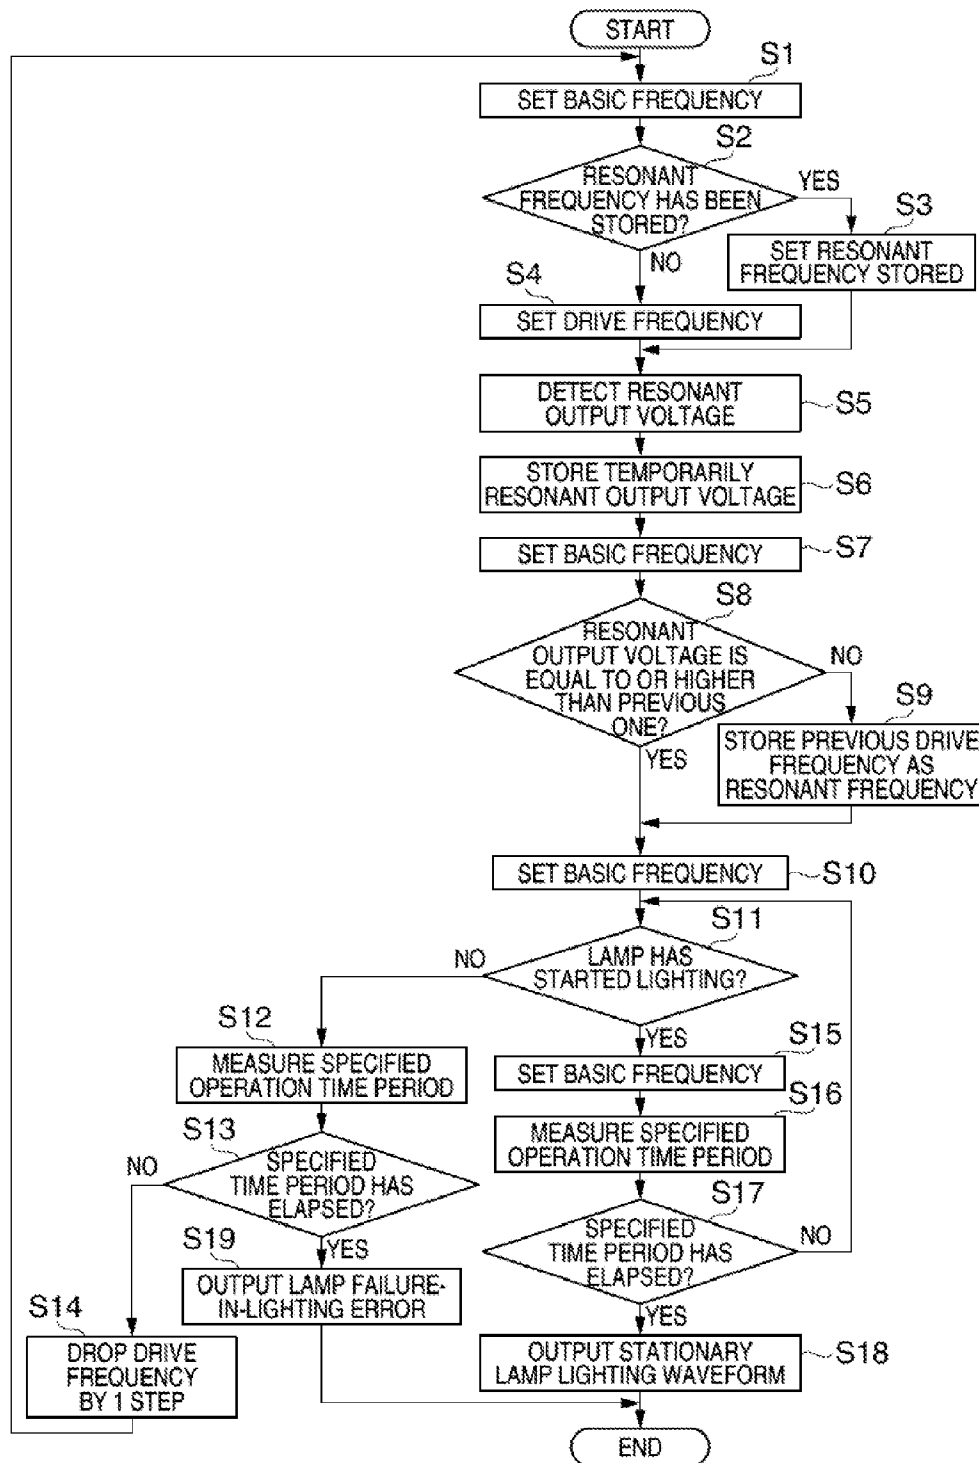 START
S1
SET BASIC FREQUENCY
S2
RESONANT
FREQUENCY HAS BEEN
STORED?
YES
NO
S3
SET RESONANT
FREQUENCY STORED
S4
SET DRIVE FREQUENCY
DETECT RESONANT
OUTPUT VOLTAGE
S5
STORE TEMPORARILY
RESONANT OUTPUT VOLTAGE
S6
SET BASIC FREQUENCY
S7
S8
RESONANT
OUTPUT VOLTAGE IS
EQUAL TO OR HIGHER
THAN PREVIOUS
ONE?
NO
YES
S9
STORE PREVIOUS DRIVE
FREQUENCY AS
RESONANT FREQUENCY
SET BASIC FREQUENCY
S10
S11
LAMP HAS
STARTED LIGHTING?
NO
YES
S12
MEASURE SPECIFIED
OPERATION TIME PERIOD
S13
SPECIFIED
TIME PERIOD HAS
ELAPSED?
NO
YES
S14
DROP DRIVE
FREQUENCY
BY 1 STEP
S19
OUTPUT LAMP FAILURE-
IN-LIGHTING ERROR
S15
SET BASIC FREQUENCY
S16
MEASURE SPECIFIED
OPERATION TIME PERIOD
S17
SPECIFIED
TIME PERIOD HAS
ELAPSED?
NO
YES
OUTPUT STATIONARY
LAMP LIGHTING WAVEFORM
S18
END